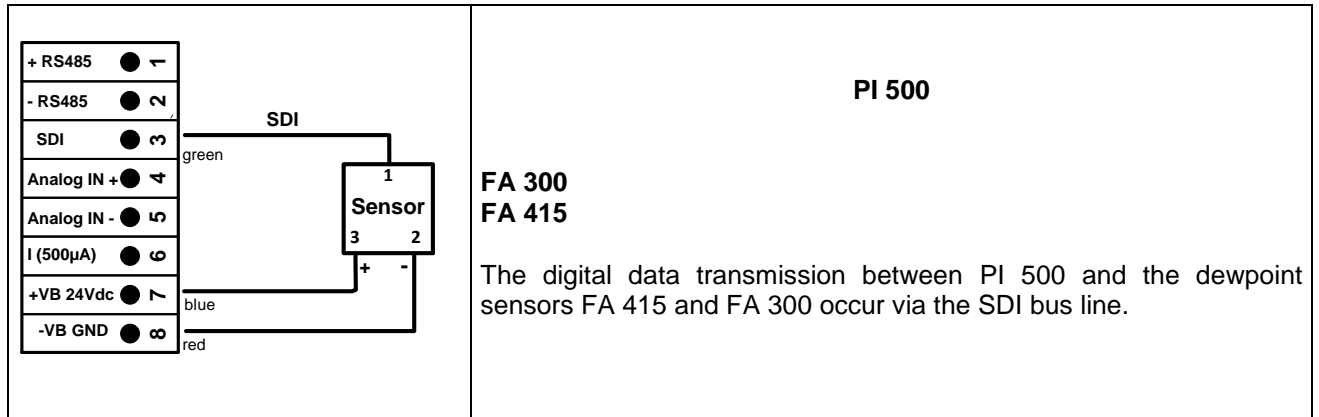 + RS485 1
- RS485 2
SDI 3
Analog IN + 4
Analog IN - 5
I (500µA) 6
+VB 24Vdc 7
-VB GND 8
SDI
green
1
Sensor
3 2
+ -
blue
red
PI 500
FA 300
FA 415
The digital data transmission between PI 500 and the dewpoint
sensors FA 415 and FA 300 occur via the SDI bus line.